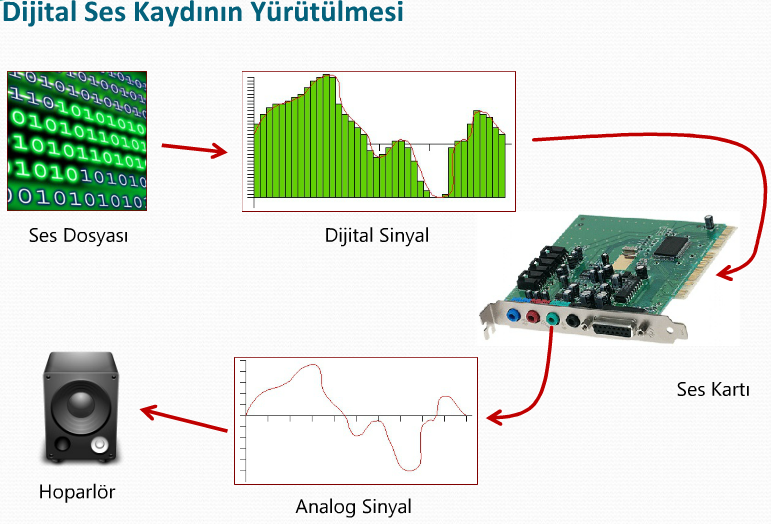 Dijital Ses Kaydının Yürütülmesi
Ses Dosyası
Dijital Sinyal
Ses Kartı
Hoparlör
Analog Sinyal